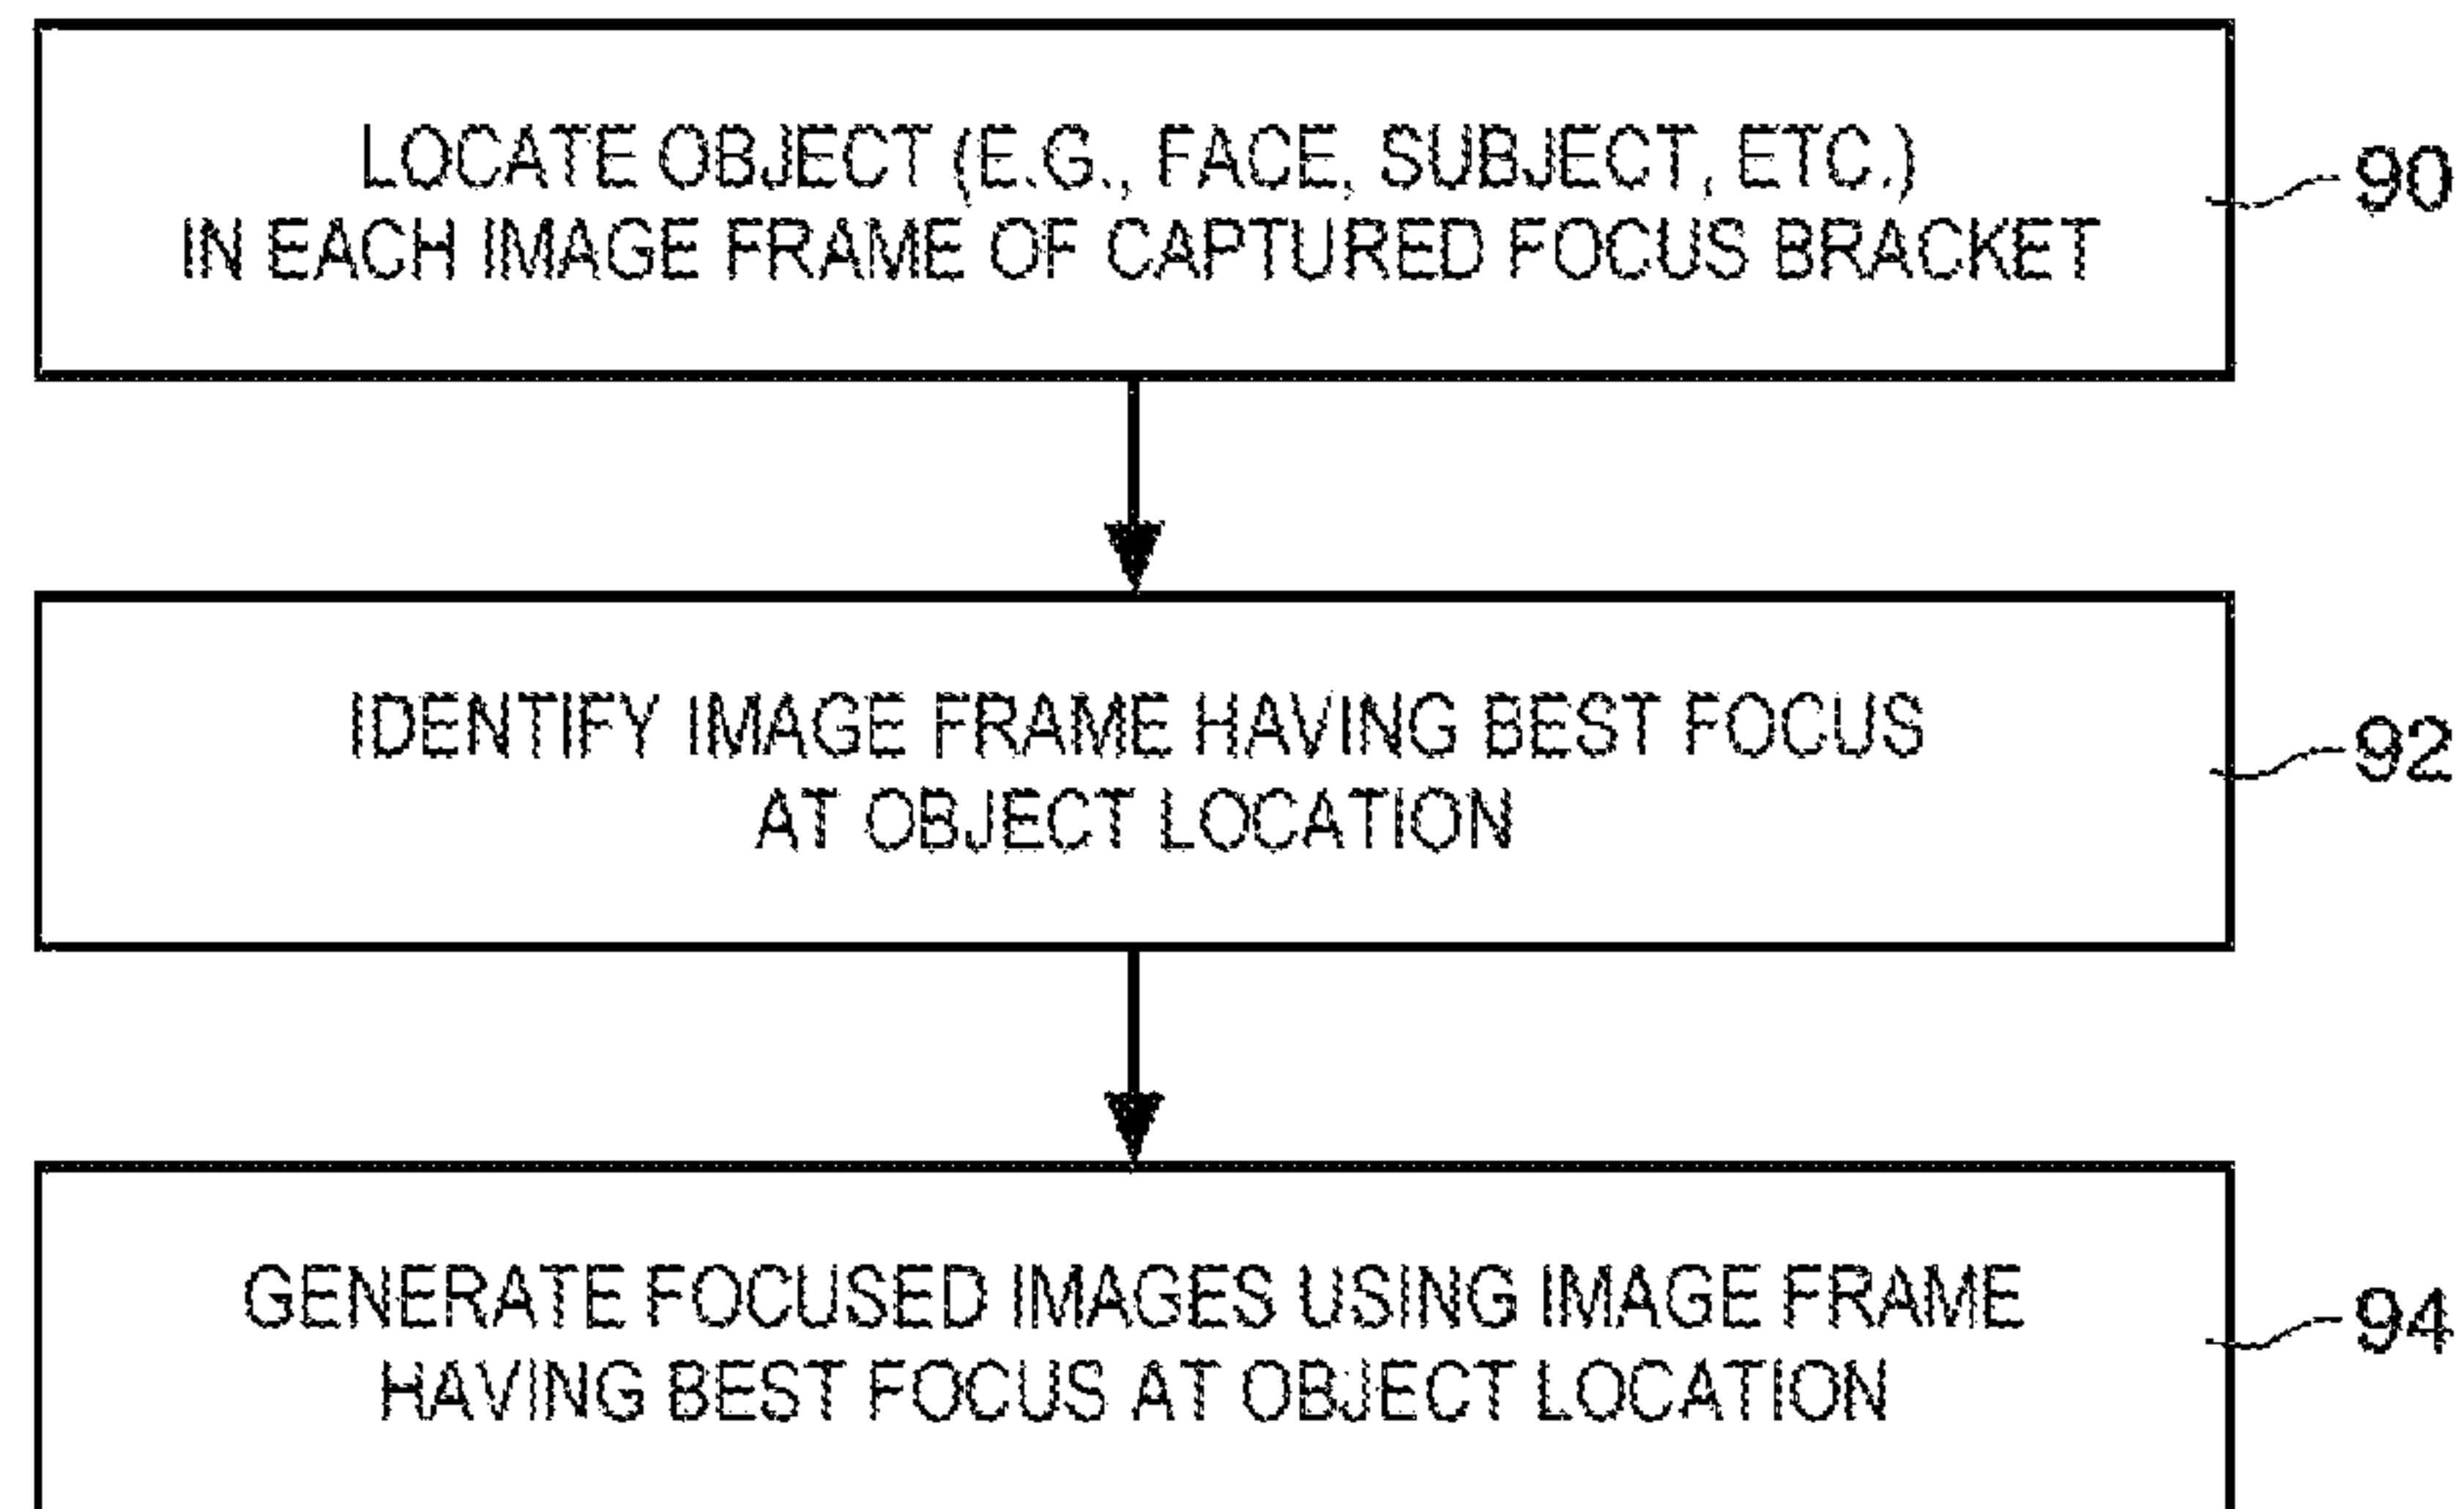 LOCATE OBJECT (E.G., FACE, SUBJECT, ETC.)
IN EACH IMAGE FRAME OF CAPTURED FOCUS BRACKET
90
IDENTIFY IMAGE FRAME HAVING BEST FOCUS
AT OBJECT LOCATION
92
GENERATE FOCUSED IMAGES USING IMAGE FRAME
HAVING BEST FOCUS AT OBJECT LOCATION
94